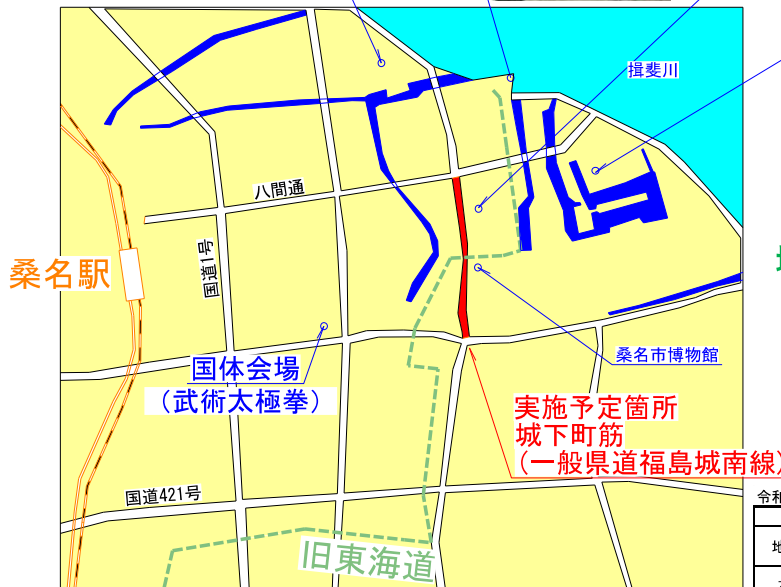 揖斐川
八間通
国道1号
桑名駅
桑名市博物館
国体会場
（武術太極拳）
実施予定箇所
城下町筋
（一般県道福島城南線）
国道421号
旧東海道
令和